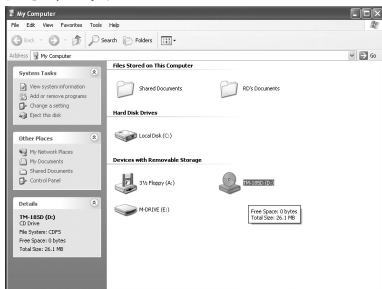 My Computer
File Edit View Favorites Tools Help
Back Search Folders
Address My Computer Go
System Tasks
View system information
Add or remove programs
Change a setting
Eject this disk
Other Places
My Network Places
My Documents
Shared Documents
Control Panel
Details
TM-185D (D:)
CD Drive
File System: CDFS
Free Space: 0 bytes
Total Size: 26.1 MB
Files Stored on This Computer
Shared Documents
RO's Documents
Hard Disk Drives
Local Disk (C:)
Devices with Removable Storage
3½ Floppy (A:)
TM-185D (D:)
M-DRIVE (E:)
Free Space: 0 bytes
Total Size: 26.1 MB